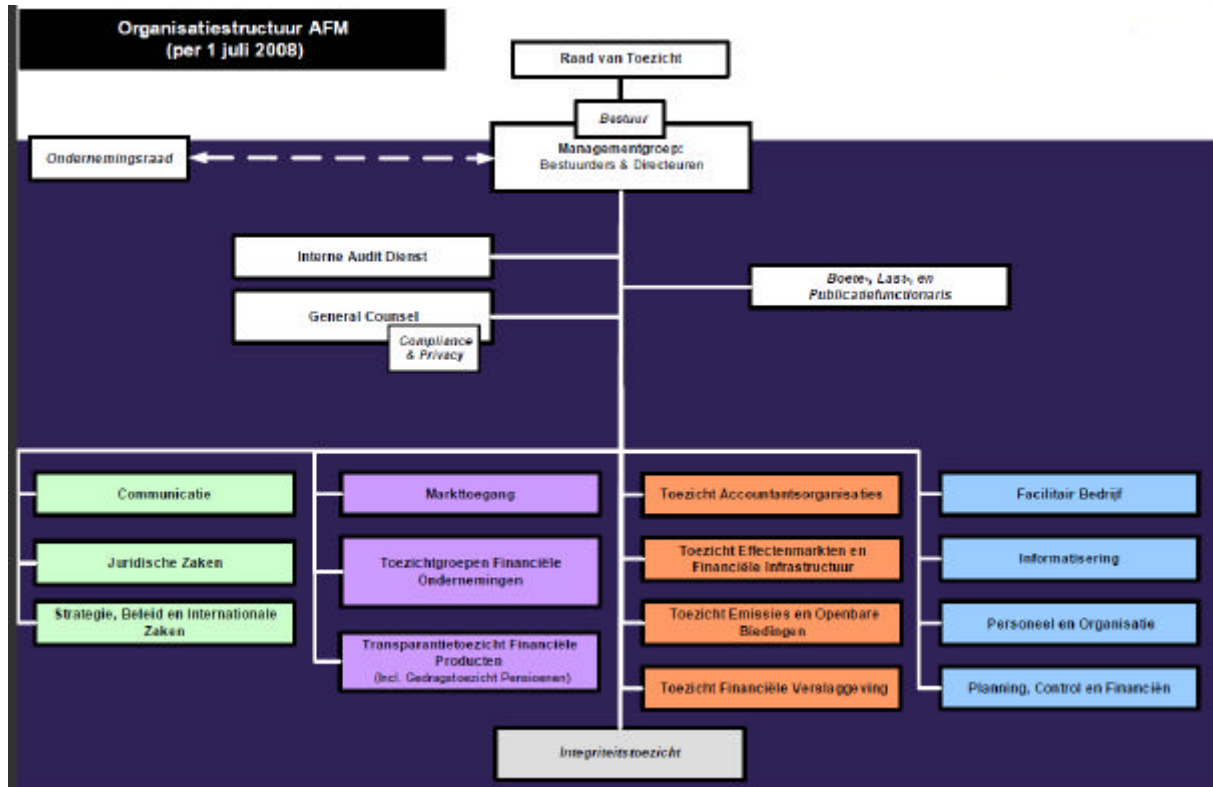 Organisatiestructuur AFM
(per 1 juli 2008)
Raad van Toezicht
Bestuur
Managementgroep:
Bestuurders & Directeuren
Ondernemingsraad
Interne Audit Dienst
General Counsel
Compliance
& Privacy
Boete-, Last-, en
Publicatiefunctionaris
Communicatie
Juridische Zaken
Strategie, Beleid en Internationale
Zaken
Markttoegang
Toezichtgroepen Financiële
Ondernemingen
Transparantietoezicht Financiële
Producten
(Incl. Gedragstoezicht Pensioenen)
Toezicht Accountantsorganisaties
Toezicht Effectenmarkten en
Financiële Infrastructuur
Toezicht Emissies en Openbare
Biedingen
Toezicht Financiële Verslaggeving
Facilitair Bedrijf
Informatisering
Personeel en Organisatie
Planning, Control en Financiën
Integriteitstoezicht